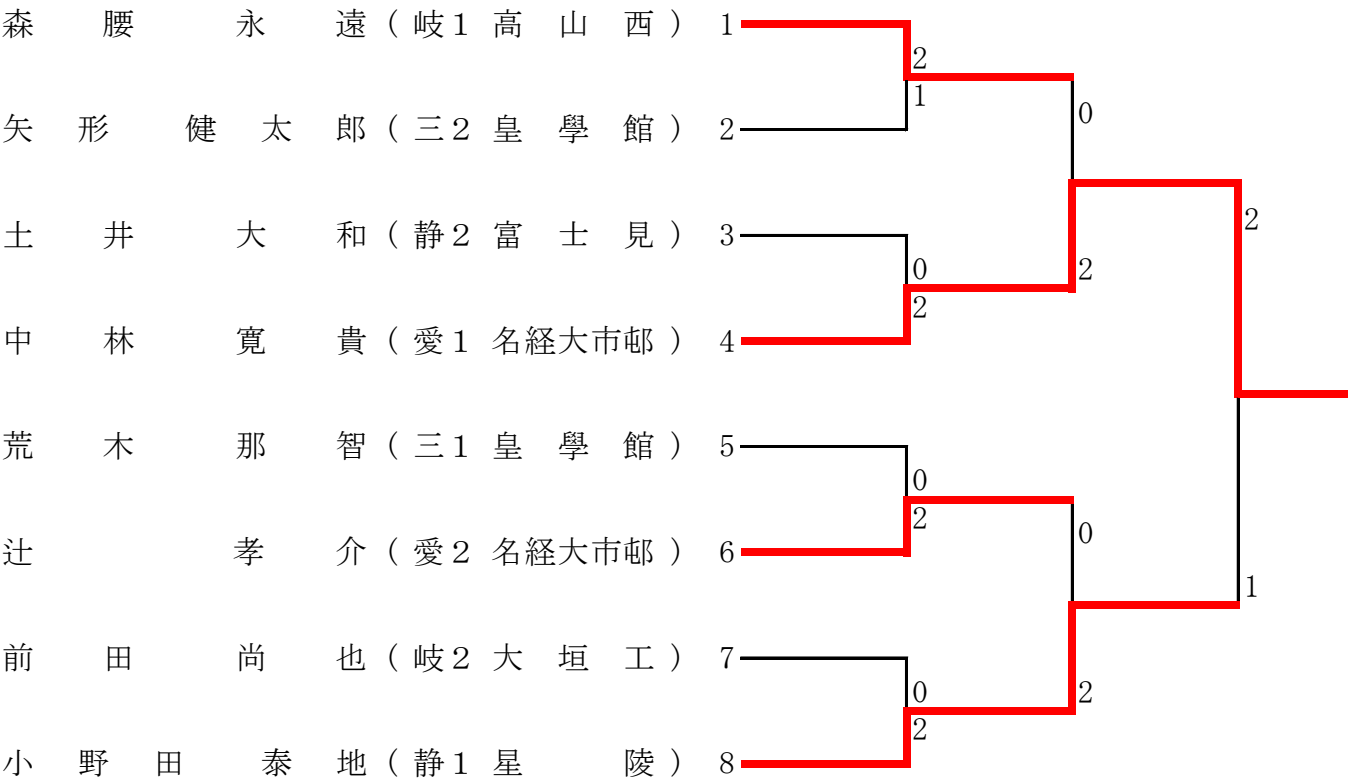 森腰永遠（岐１高山西）1
2
1
0
矢形健太郎（三２皇學館）2
土井大和（静２富士見）3
2
0
2
2
中林寛貴（愛１名経大市邨）4
荒木那智（三１皇學館）5
0
2
0
辻孝介（愛２名経大市邨）6
1
前田尚也（岐２大垣工）7
0
2
2
小野田泰地（静１星陵）8